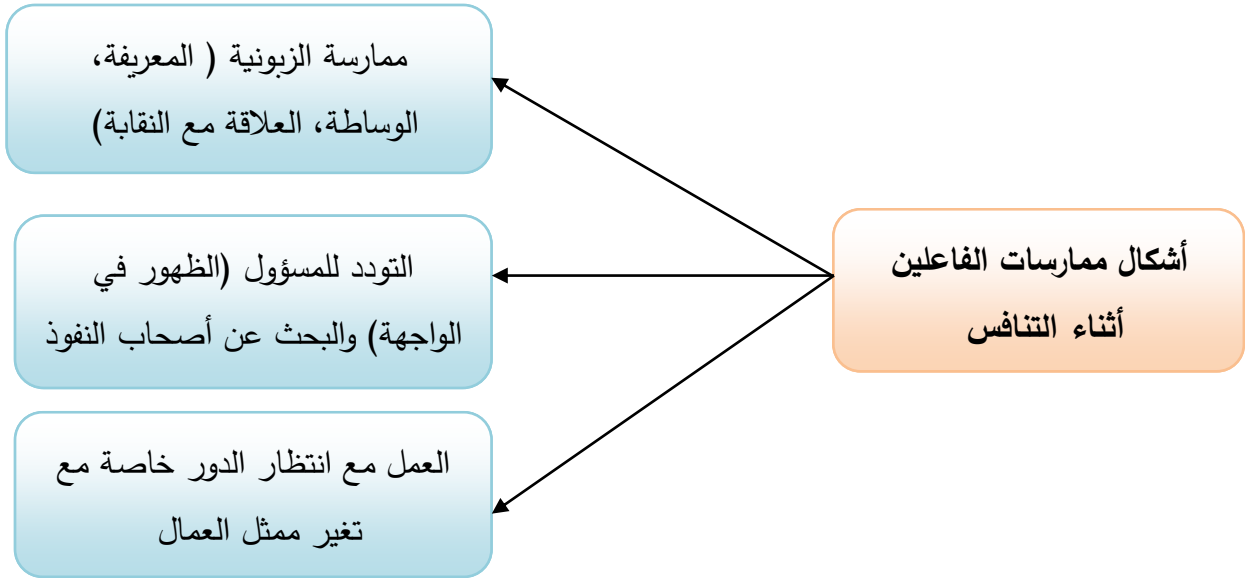 أشكال ممارسات الفاعلين
أثناء التنافس
ممارسة الزبونية ( المعريفة،
الوساطة، العلاقة مع النقابة)
التودد للمسؤول (الظهور في
الواجهة) والبحث عن أصحاب النفوذ
العمل مع انتظار الدور خاصة مع
تغير ممثل العمال